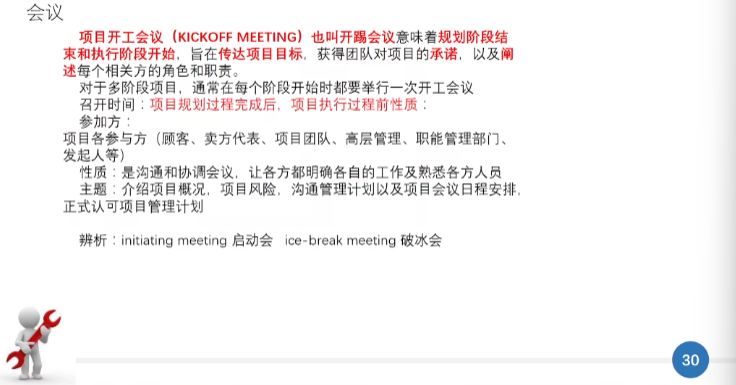 会议
项目开工会议（KICKOFF MEETING）也叫开踢会议意味着规划阶段结
束和执行阶段开始，旨在传达项目目标，获得团队对项目的承诺，以及阐
述每个相关方的角色和职责。
对于多阶段项目，通常在每个阶段开始时都要举行一次开工会议
召开时间：项目规划过程完成后，项目执行过程前性质：
参加方：
项目各参与方（顾客、卖方代表、项目团队、高层管理、职能管理部门、
发起人等）
性质：是沟通和协调会议，让各方都明确各自的工作及熟悉各方人员
主题：介绍项目概况，项目风险，沟通管理计划以及项目会议日程安排，
正式认可项目管理计划
辨析：initiating meeting 启动会 ice-break meeting 破冰会
30